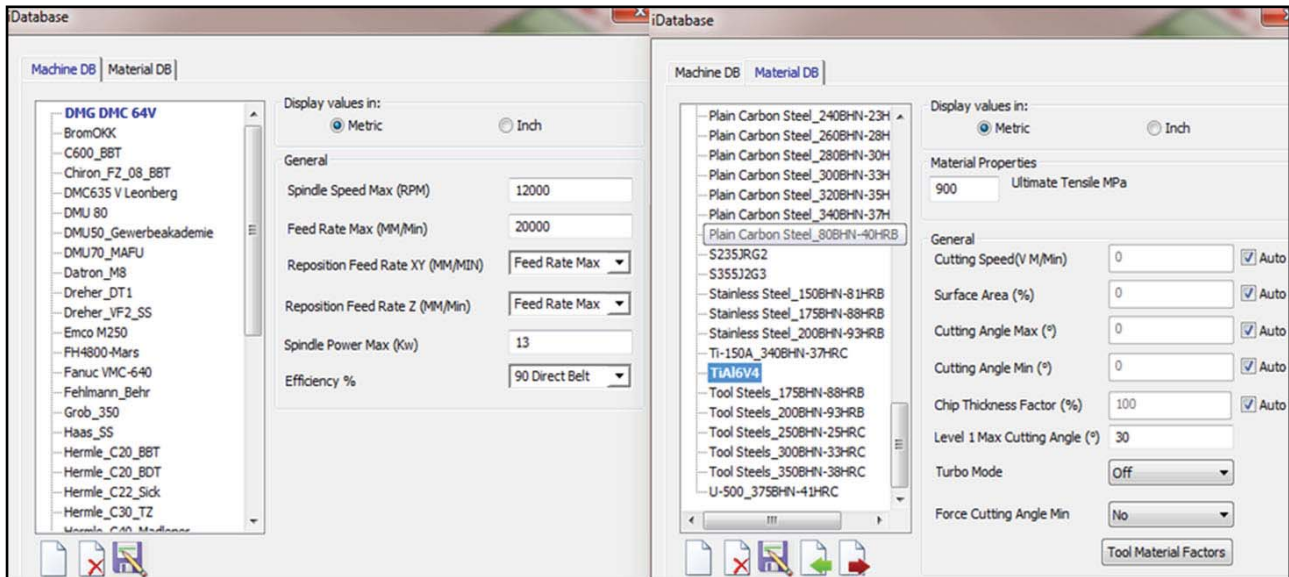 iDatabase
Machine DB
Material DB
DMG DMC 64V
BromOKK
C600_BBT
Chiron_FZ_08_BBT
DMC635 V Leonberg
DMU 80
DMU50_Gewerbeakademie
DMU70_MAFU
Datron_M8
Dreher_DT1
Dreher_VF2_SS
Emco M250
FH4800-Mars
Fanuc VMC-640
Fehlmann_Behr
Grob_350
Haas_SS
Hermle_C20_BBT
Hermle_C20_BDT
Hermle_C22_Sick
Hermle_C30_TZ
Display values in:
Metric
Inch
General
Spindle Speed Max (RPM)
12000
Feed Rate Max (MM/Min)
20000
Reposition Feed Rate XY (MM/MIN)
Feed Rate Max
Reposition Feed Rate Z (MM/Min)
Feed Rate Max
Spindle Power Max (Kw)
13
Efficiency %
90 Direct Belt
iDatabase
Machine DB
Material DB
Plain Carbon Steel_240BHN-23H
Plain Carbon Steel_260BHN-28H
Plain Carbon Steel_280BHN-30H
Plain Carbon Steel_300BHN-33H
Plain Carbon Steel_320BHN-35H
Plain Carbon Steel_340BHN-37H
Plain Carbon Steel_80BHN-40HRB
S235JRG2
S355J2G3
Stainless Steel_150BHN-81HRB
Stainless Steel_175BHN-88HRB
Stainless Steel_200BHN-93HRB
Ti-150A_340BHN-37HRC
TiAl6V4
Tool Steels_175BHN-88HRB
Tool Steels_200BHN-93HRB
Tool Steels_250BHN-25HRC
Tool Steels_300BHN-33HRC
Tool Steels_350BHN-38HRC
U-500_375BHN-41HRC
Display values in:
Metric
Inch
Material Properties
900
Ultimate Tensile MPa
General
Cutting Speed(V M/Min)
0
Auto
Surface Area (%)
0
Auto
Cutting Angle Max (º)
0
Auto
Cutting Angle Min (º)
0
Auto
Chip Thickness Factor (%)
100
Auto
Level 1 Max Cutting Angle (º)
30
Turbo Mode
Off
Force Cutting Angle Min
No
Tool Material Factors